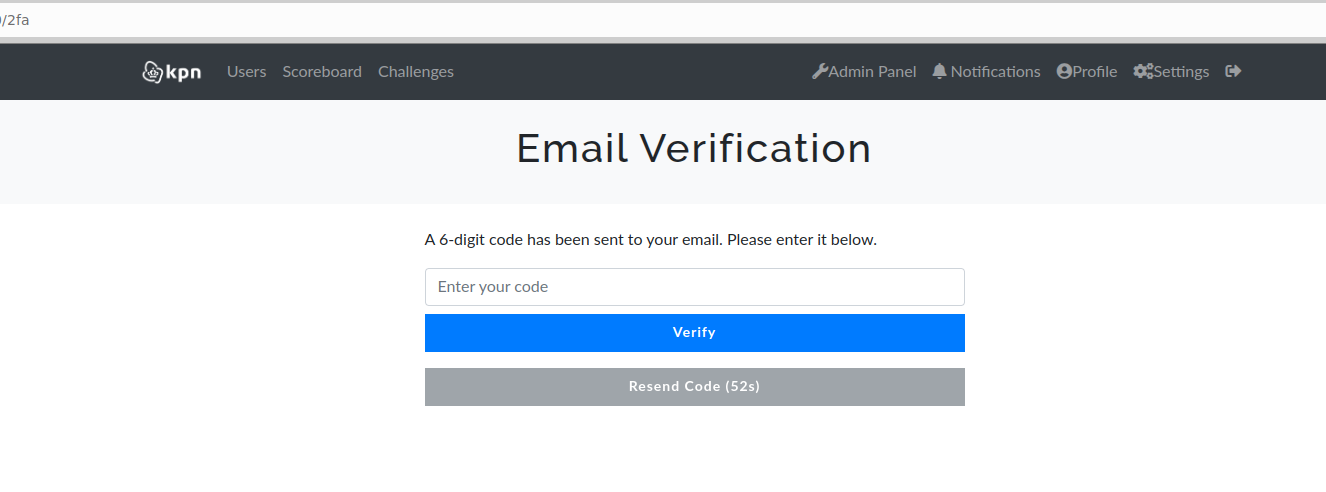 /2fa
kpn Users Scoreboard Challenges Admin Panel Notifications Profile Settings
Email Verification
A 6-digit code has been sent to your email. Please enter it below.
Enter your code
Verify
Resend Code (52s)